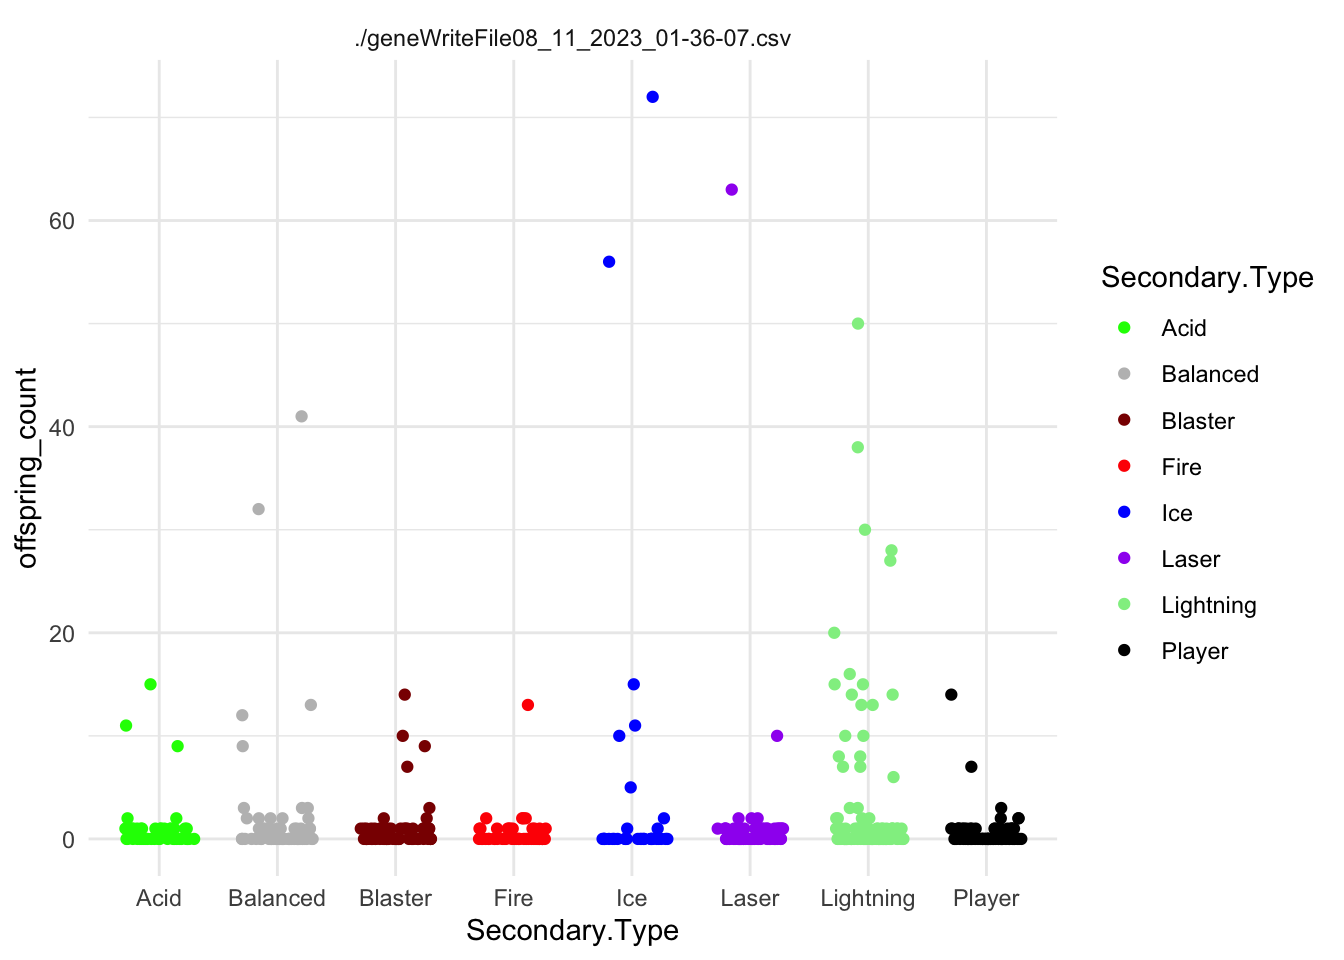 ./geneWriteFile08_11_2023_01-36-07.csv
offspring_count
60
40
20
0
Acid
Balanced
Blaster
Fire
Ice
Laser
Lightning
Player
Secondary.Type
Secondary.Type
Acid
Balanced
Blaster
Fire
Ice
Laser
Lightning
Player